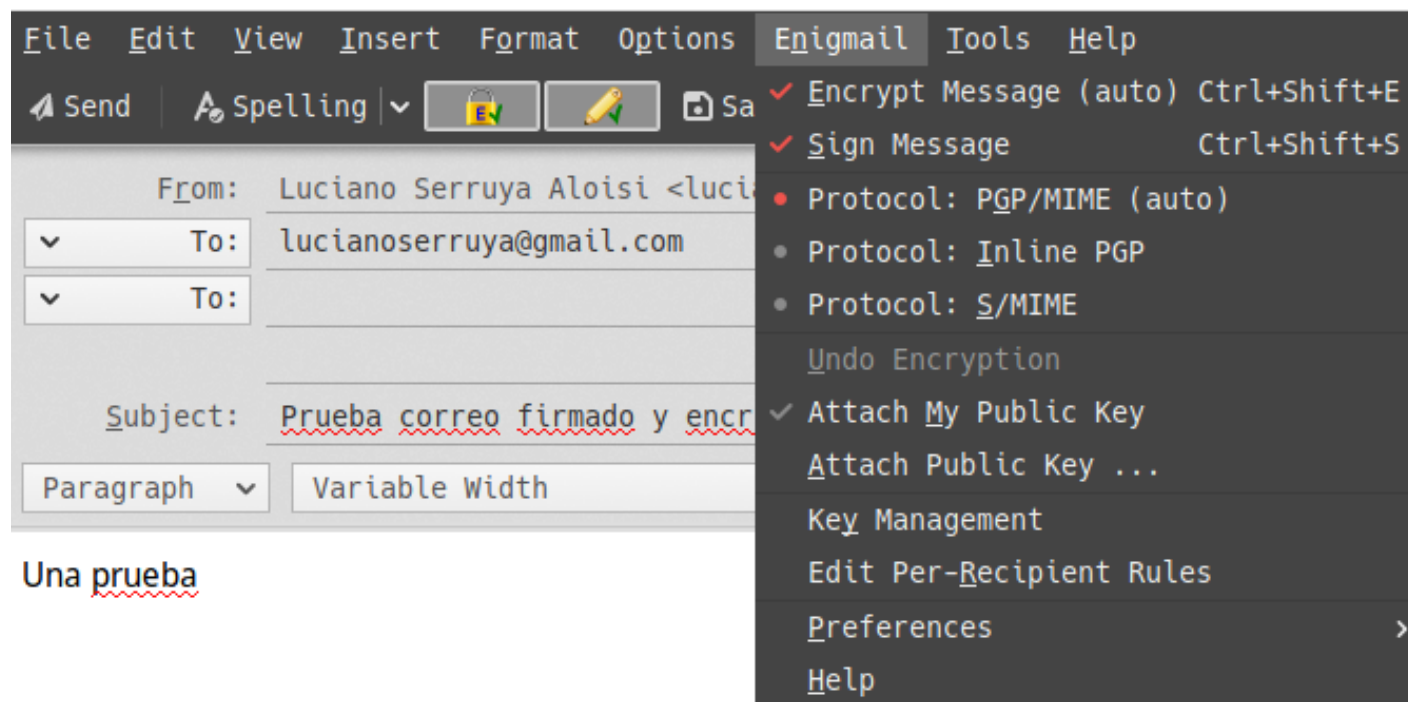 File Edit View Insert Format Options Enigmail Tools Help
Send Spelling Sa
From: Luciano Serruya Aloisi <lucia
To: lucianoserruya@gmail.com
To:
Subject: Prueba correo firmado y encr
Paragraph Variable Width
Una prueba
Encrypt Message (auto) Ctrl+Shift+E
Sign Message Ctrl+Shift+S
Protocol: PGP/MIME (auto)
Protocol: Inline PGP
Protocol: S/MIME
Undo Encryption
Attach My Public Key
Attach Public Key ...
Key Management
Edit Per-Recipient Rules
Preferences
Help